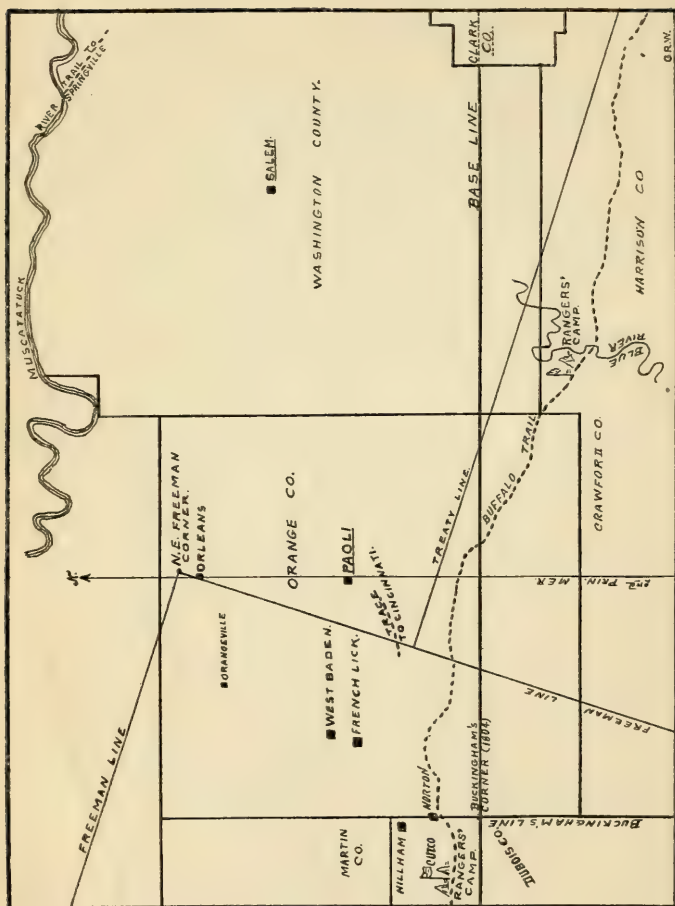 RIVER
TRAIL TO
SPRINGVILLE
MUSCATATUCK
SALEM.
WASHINGTON COUNTY.
CLARK
CO.
BASE LINE
G.R.W.
HARRISON CO
RANGERS'
CAMP.
BLUE
RIVER
N.E. FREEMAN
CORNER.
ORLEANS
ORANGE CO.
PAOLI
TRACE
TO CINCINNATI.
TREATY LINE.
BUFFALO TRAIL
CRAWFORD CO.
2ND PRIN. MER.
ORANGEVILLE
WEST BADEN.
FRENCH LICK.
FREEMAN LINE
FREEMAN LINE
NORTON
BUCKINGHAM'S
CORNER (1804)
BUCKINGHAM'S LINE
MARTIN
CO.
HILLHAM
CUZCO
RANGERS'
CAMP.
DUBOIS CO.